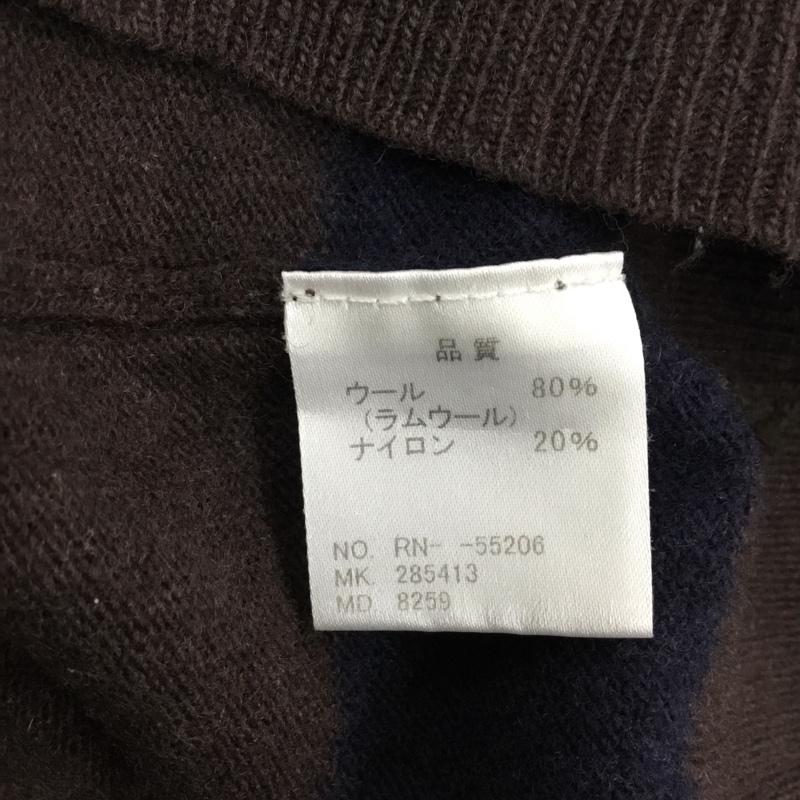 品質
ウール 80%
(ラムウール)
ナイロン 20%
NO. RN- -55206
MK. 285413
MD. 8259